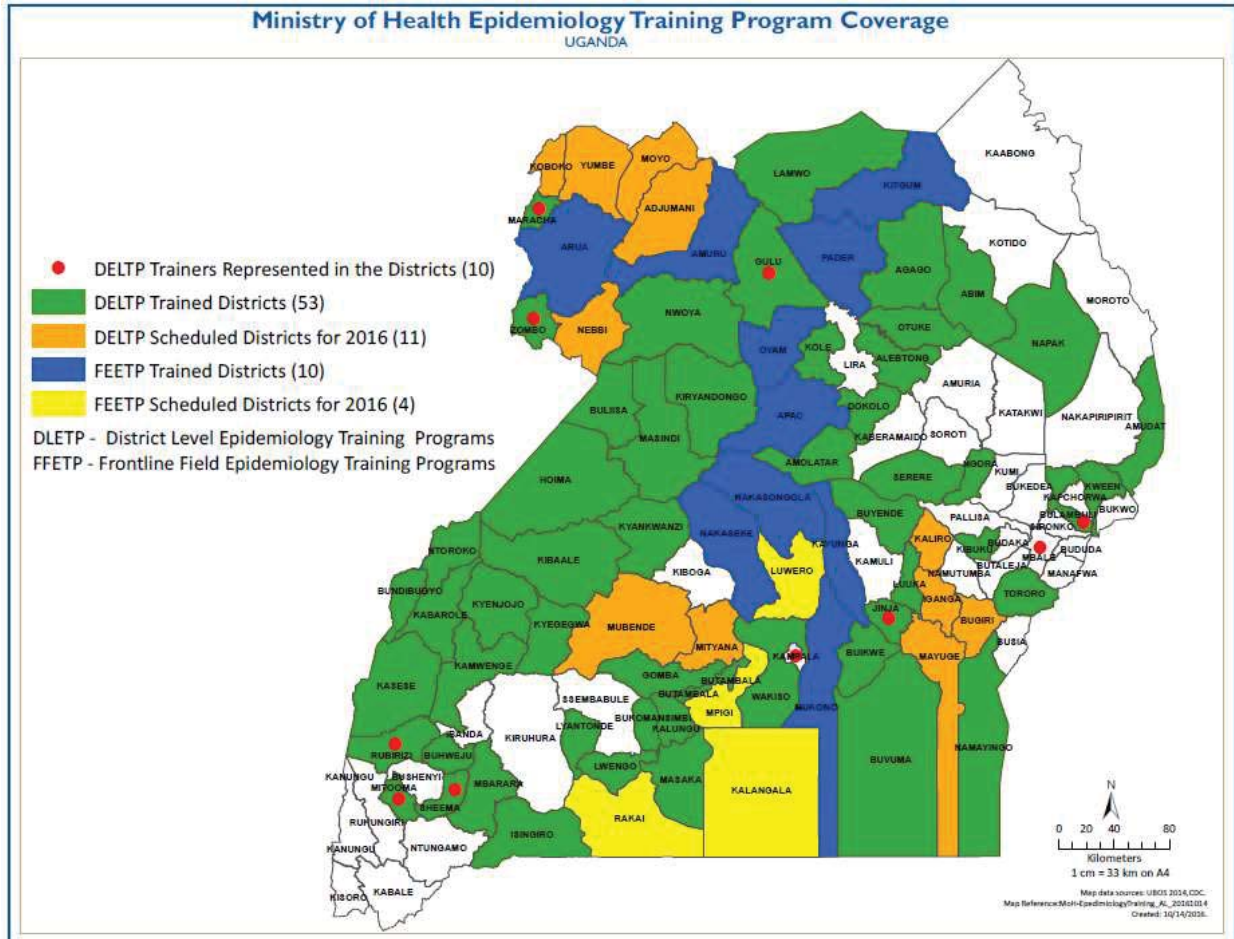 Ministry of Health Epidemiology Training Program Coverage
UGANDA
KAABONG
KOBOKO
YUMBE
MOYO
LAMWO
KITGUM
ADJUMANI
MARACHA
KOTIDO
ARUA
AMURU
GULU
PADER
AGAGO
ABIM
MOROTO
NWOYA
ZOMBO
NEBBI
OTUKE
NAPAK
OYAM
KOLE
LIRA
ALEBTONG
AMURIA
KIRYANDONGO
BULIISA
MASINDI
APAC
DOKOLO
KATAKWI
NAKAPIRIPIRIT
AMUDAT
KABERAMAIDO
SOROTI
AMOLATAR
NGORA
KUMI
SERERE
HOIMA
BUKEDEA
KWEEN
KAPCHORWA
NAKASONGOLA
BUYENDE
BUKWO
BULAMBULI
PALLISA
SIRONKO
KYANKWANZI
NAKASEKE
KAYUNGA
KALIRO
BUDAKA
KIBUKU
MBALE
BUDUDA
NTOROKO
KIBAALE
KIBOGA
LUWERO
KAMULI
BUTALEJA
NAMUTUMBA
MANAFWA
BUNDIBUGYO
KABAROLE
KYENJOJO
LUUKA
IGANGA
TORORO
JINJA
KYEGEGWA
MUBENDE
MITYANA
BUGIRI
KAMPALA
BUIKWE
MAYUGE
BUSIA
KAMWENGE
KASESE
GOMBA
BUTAMBALA
BUTAMBALA
WAKISO
SSEMBABULE
MPIGI
MUKONO
BUKOMANSIMBI
LYANTONDE
KALUNGU
IBANDA
KIRUHURA
RUBIRIZI
BUHWEJU
NAMAYINGO
BUVUMA
LWENGO
KANUNGU
BUSHENYI
MITOOMA
MBARARA
MASAKA
KALANGALA
SHEEMA
RUKUNGIRI
RAKAI
ISINGIRO
KANUNGU
NTUNGAMO
KISORO
KABALE
DELTP Trainers Represented in the Districts (10)
DELTP Trained Districts (53)
DELTP Scheduled Districts for 2016 (11)
FEETP Trained Districts (10)
FEETP Scheduled Districts for 2016 (4)
DLETP - District Level Epidemiology Training Programs
FFETP - Frontline Field Epidemiology Training Programs
N
0 20 40 80
Kilometers
1 cm = 33 km on A4
Map data sources: UBOS 2014,CDC.
Map Reference:MoH-EpedimiologyTraining_AL_20161014
Created: 10/14/2016.